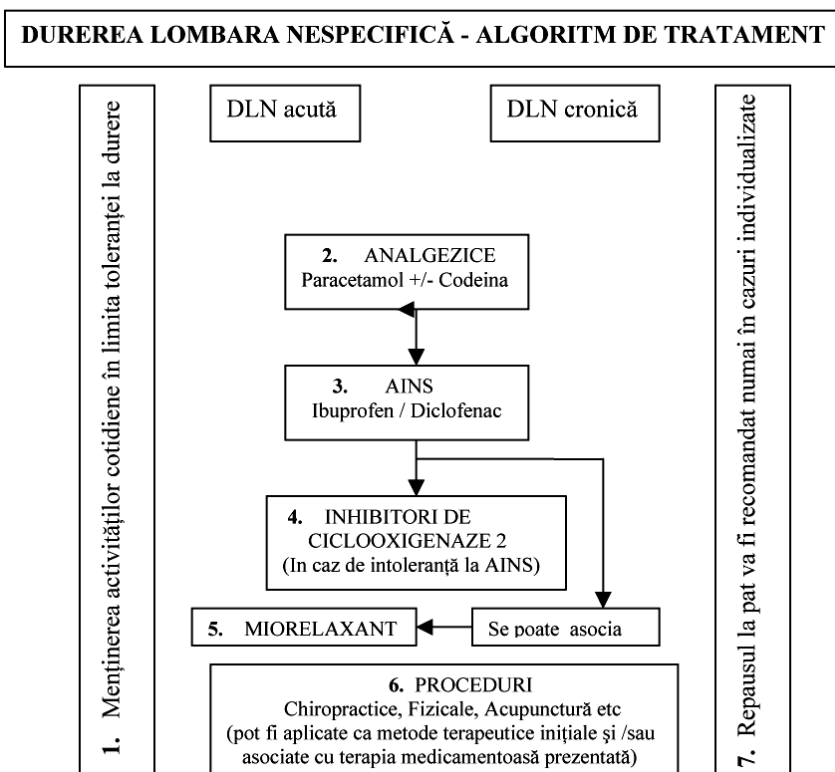 DUREREA LOMBARA NESPECIFICĂ - ALGORITM DE TRATAMENT
1. Menținerea activităților cotidiene în limita toleranței la durere
DLN acută
DLN cronică
2. ANALGEZICE
Paracetamol +/- Codeina
3. AINS
Ibuprofen / Diclofenac
4. INHIBITORI DE
CICLOOXIGENAZE 2
(In caz de intoleranță la AINS)
5. MIORELAXANT
Se poate asocia
6. PROCEDURI
Chiropractice, Fizicale, Acupunctură etc
(pot fi aplicate ca metode terapeutice inițiale şi /sau
asociate cu terapia medicamentoasă prezentată)
7. Repausul la pat va fi recomandat numai în cazuri individualizate